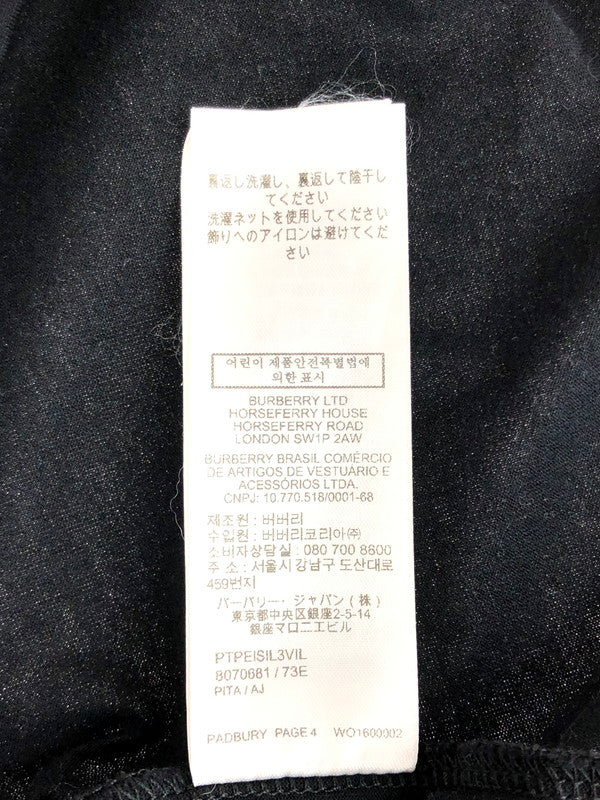 裏返し洗濯し、裏返して陰干し
てください
洗濯ネットを使用してください
飾りへのアイロンは避けてくだ
さい
어린이 제품안전특별법에
의한 표시
BURBERRY LTD
HORSEFERRY HOUSE
HORSEFERRY ROAD
LONDON SW1P 2AW
BURBERRY BRASIL COMÉRCIO
DE ARTIGOS DE VESTUÁRIO E
ACESSÓRIOS LTDA.
CNPJ: 10.770.518/0001-68
제조원 : 버버리
수입원 : 버버리코리아㈜
소비자상담실 : 080 700 8600
주 소 : 서울시 강남구 도산대로
459번지
バーバリー・ジャパン(株)
東京都中央区銀座2-5-14
銀座マロニエビル
PTPEISIL3VIL
8070681 / 73E
PITA / AJ
PADBURY PAGE 4 WO1600002